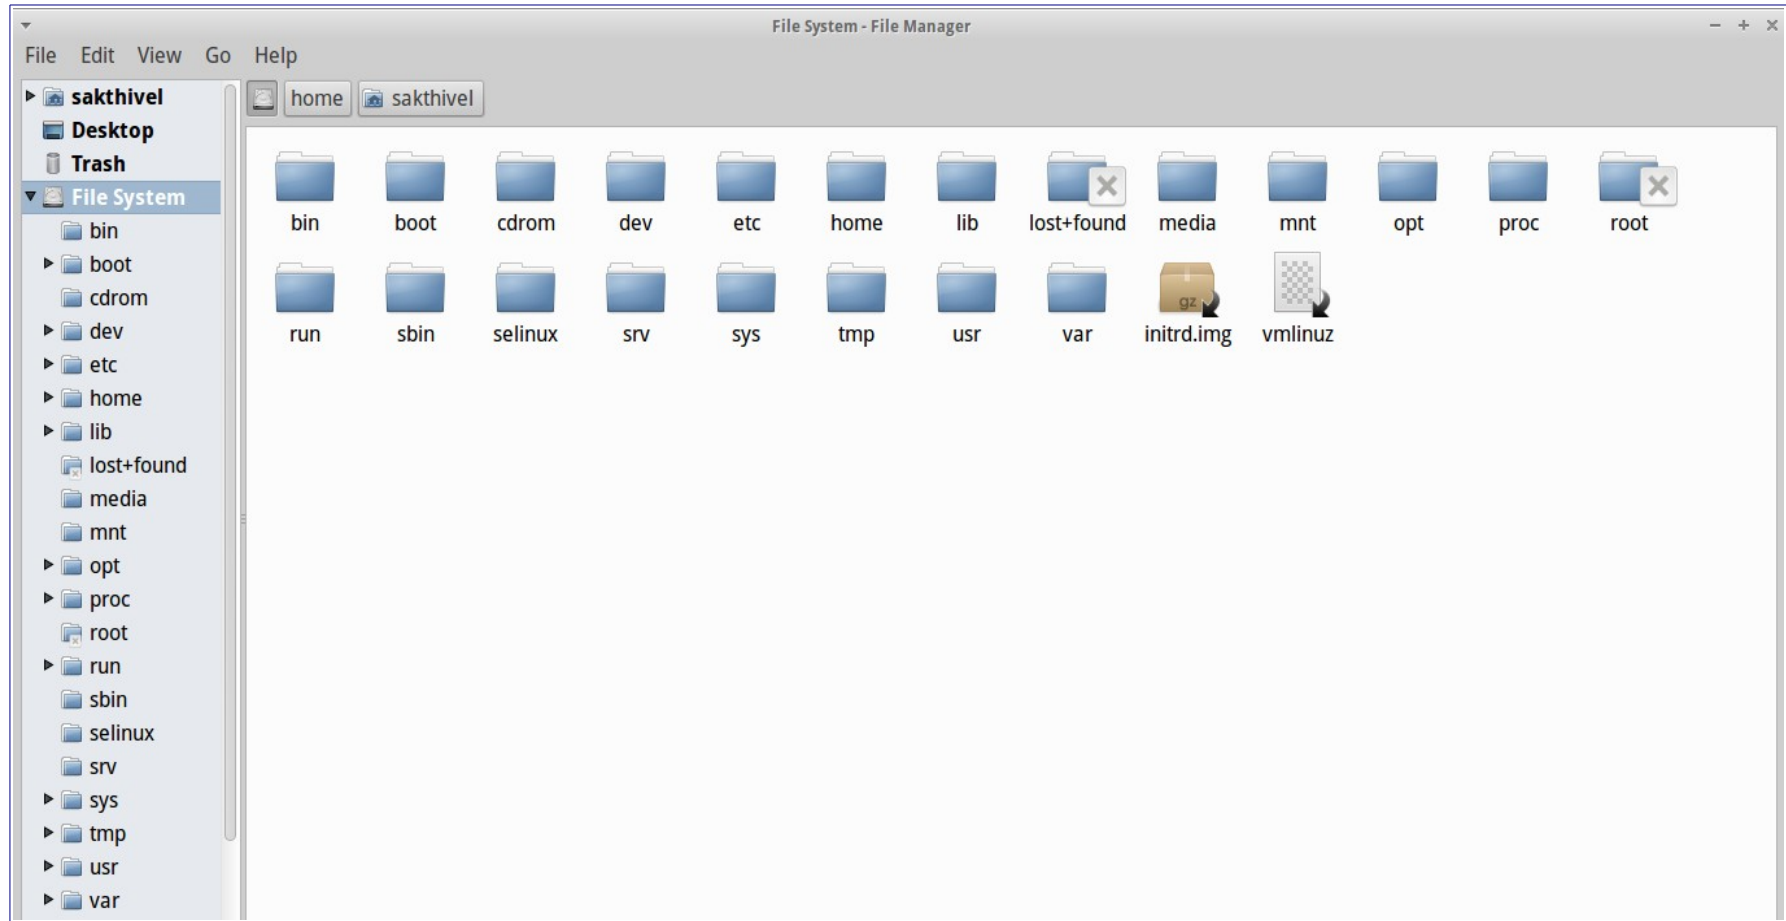 File System - File Manager
File Edit View Go Help
sakthivel
Desktop
Trash
File System
bin
boot
cdrom
dev
etc
home
lib
lost+found
media
mnt
opt
proc
root
run
sbin
selinux
srv
sys
tmp
usr
var
home sakthivel
bin boot cdrom dev etc home lib lost+found media mnt opt proc root
gz
run sbin selinux srv sys tmp usr var initrd.img vmlinuz